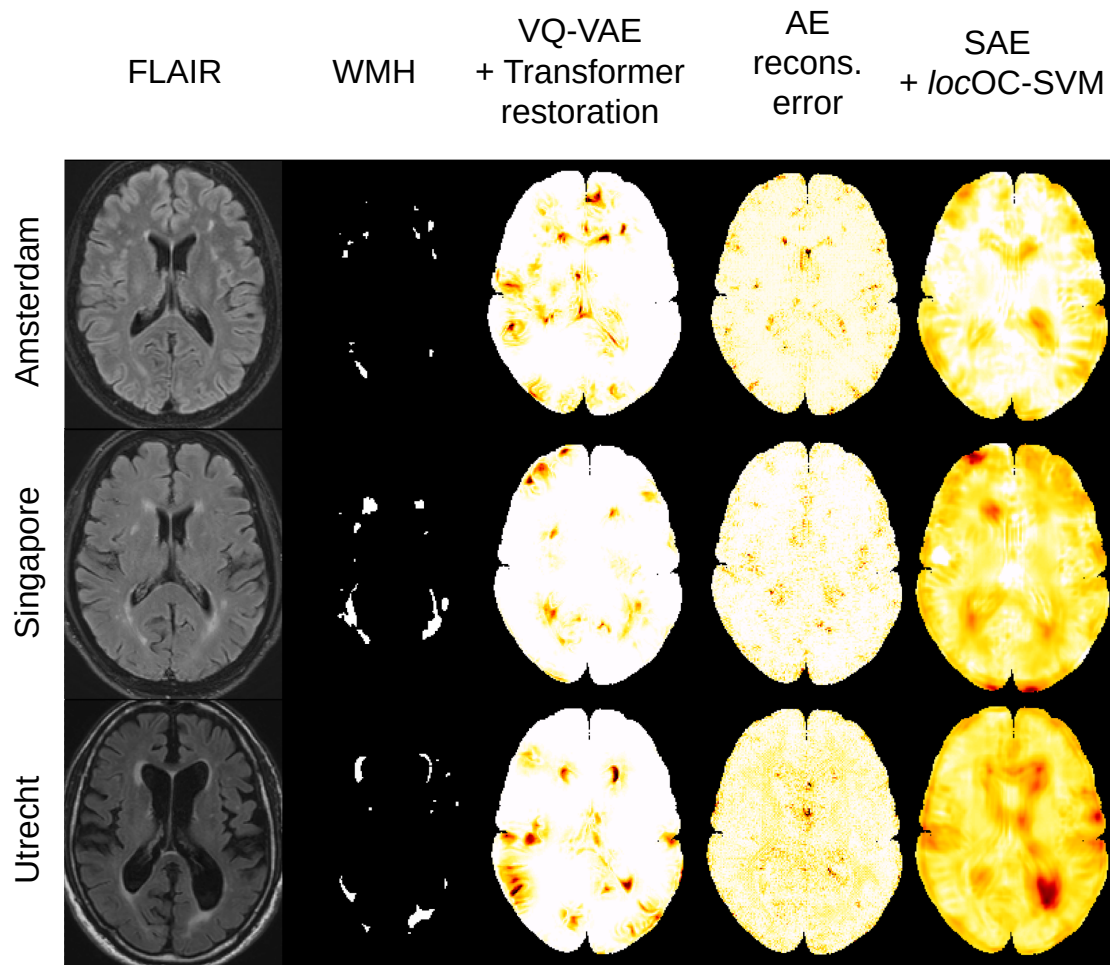 FLAIR
WMH
VQ-VAE
+ Transformer
restoration
AE
recons.
error
SAE
+ locOC-SVM
Amsterdam
Singapore
Utrecht